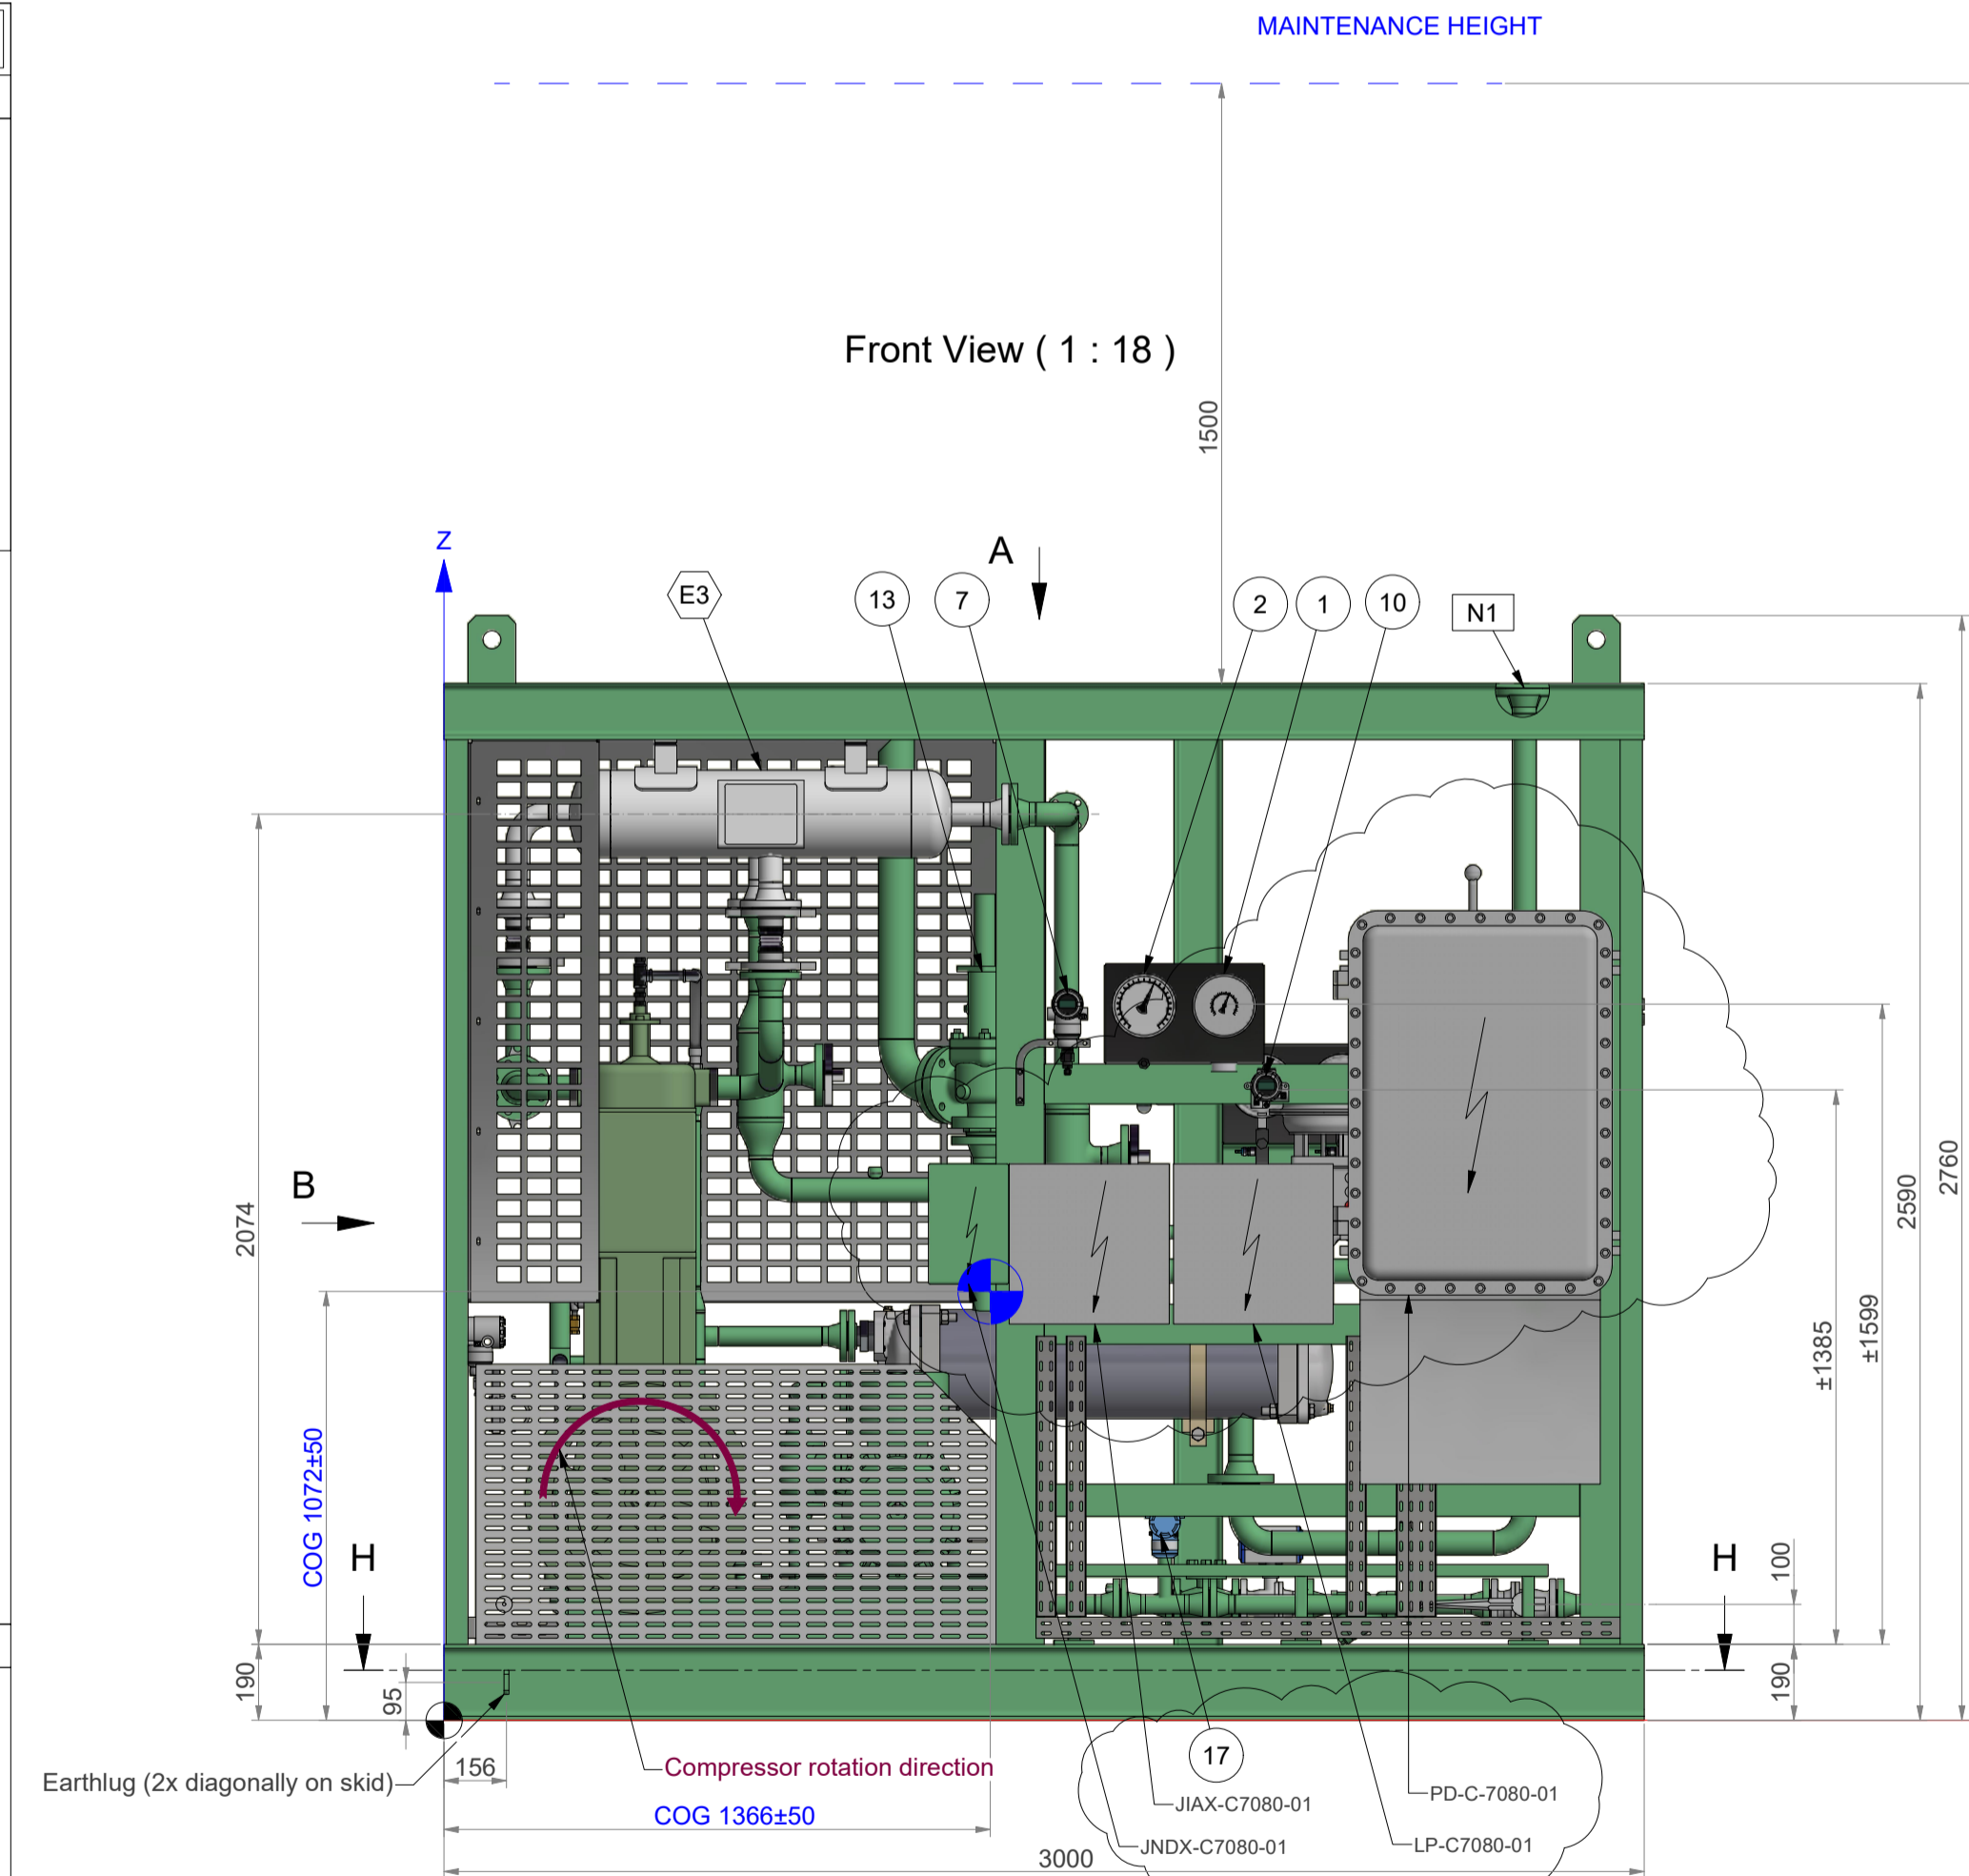 MAINTENANCE HEIGHT
Front View ( 1 : 18 )
1500
Z
A
E3
13
7
2
1
10
N1
B
2074
COG 1072±50
H
H
190
95
156
100
190
±1385
±1599
2590
2760
Earthlug (2x diagonally on skid)
Compressor rotation direction
COG 1366±50
17
JIAX-C7080-01
JNDX-C7080-01
PD-C-7080-01
LP-C7080-01
3000